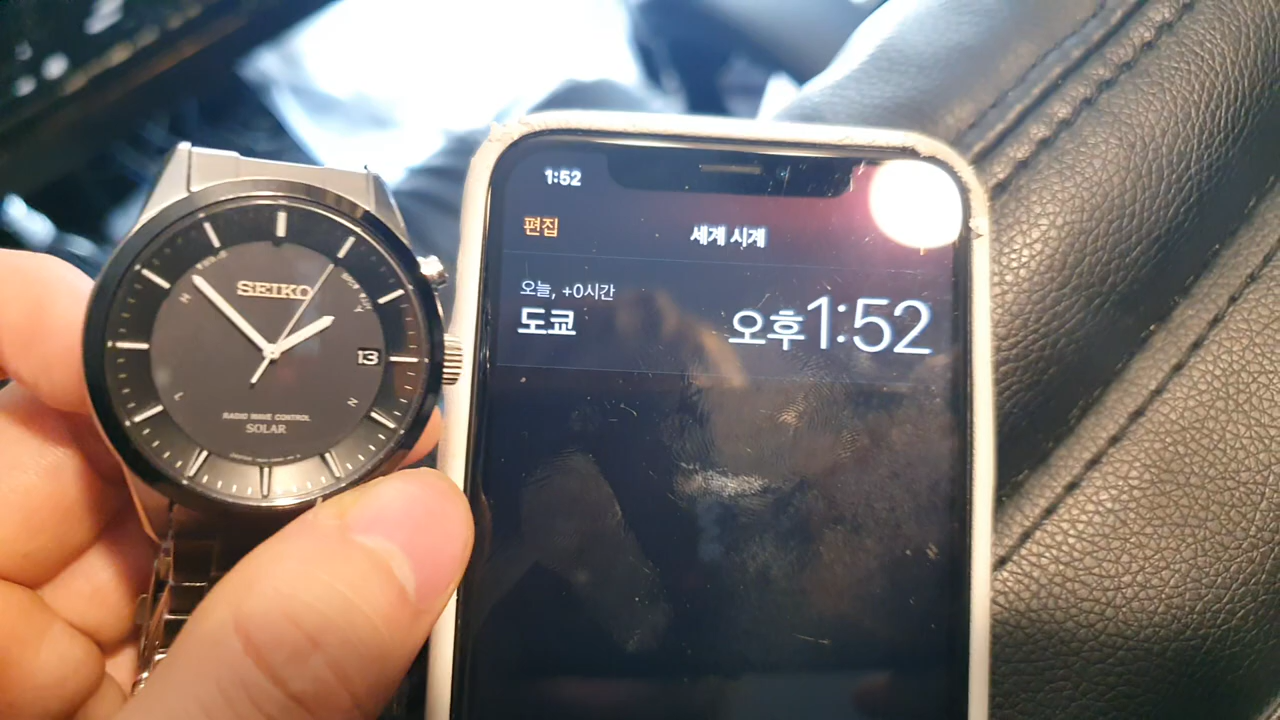 SEIKO
13
RADIO WAVE CONTROL
SOLAR
1:52
편집
세계 시계
오늘, +0시간
도쿄
오후1:52